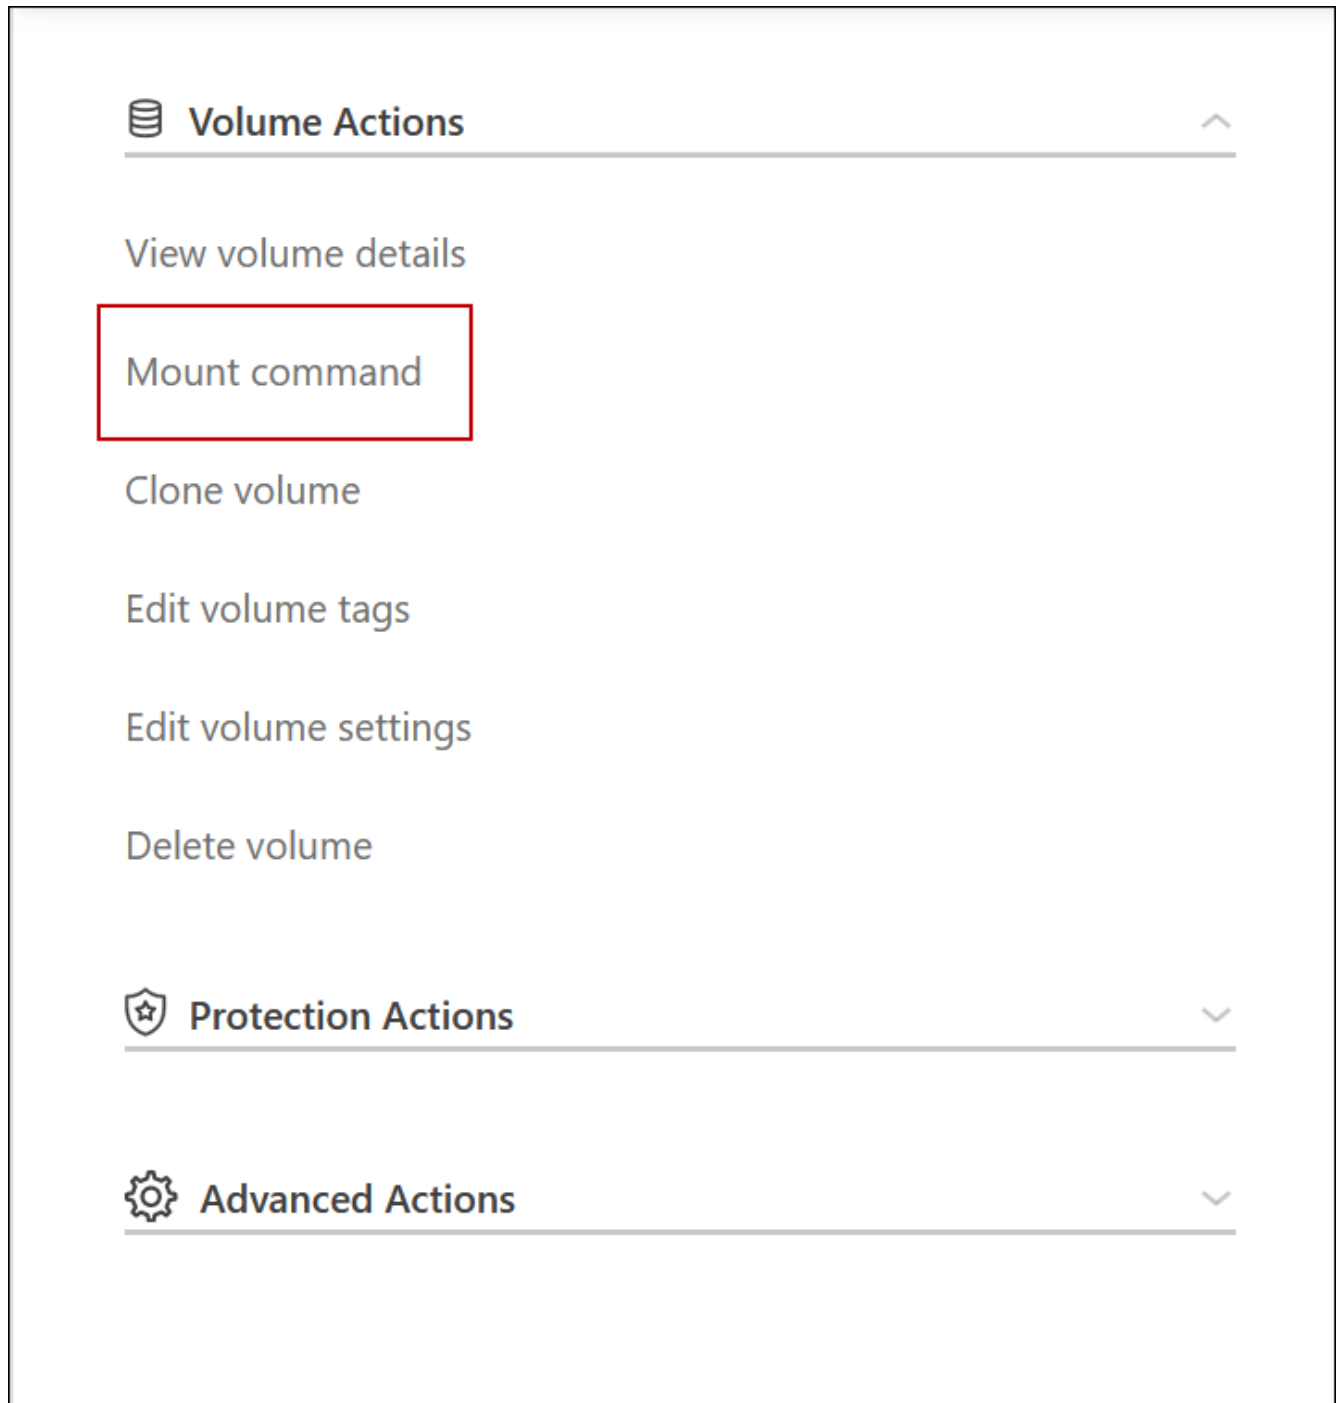 Volume Actions
View volume details
Mount command
Clone volume
Edit volume tags
Edit volume settings
Delete volume
Protection Actions
Advanced Actions